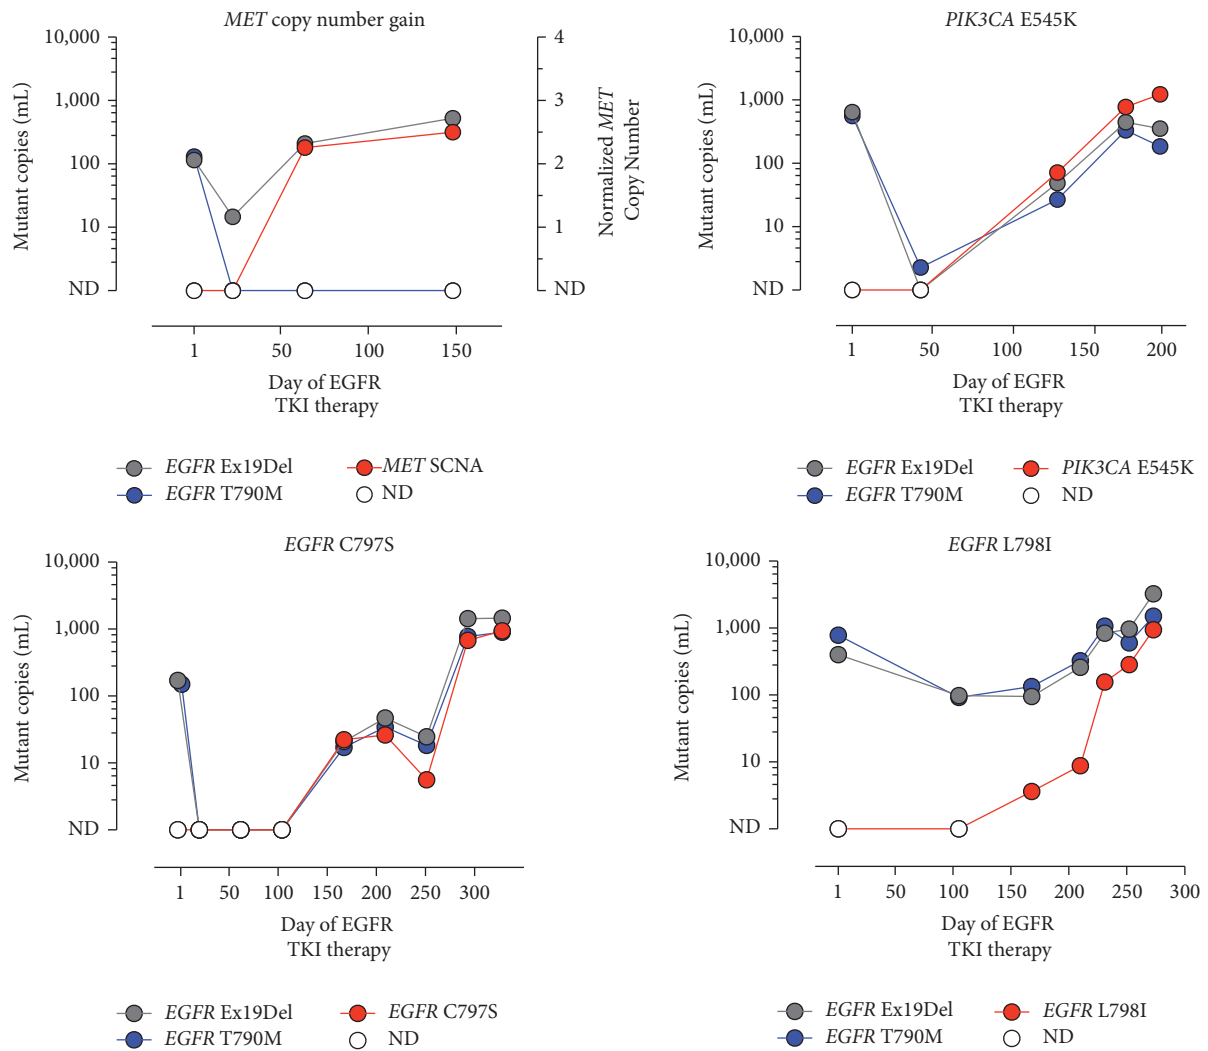 MET copy number gain
10,000
1,000
100
10
ND
Mutant copies (mL)
4
3
2
1
ND
Normalized MET
Copy Number
1
50
100
150
Day of EGFR
TKI therapy
EGFR Ex19Del
MET SCNA
EGFR T790M
ND
PIK3CA E545K
10,000
1,000
100
10
ND
Mutant copies (mL)
1
50
100
150
200
Day of EGFR
TKI therapy
EGFR Ex19Del
PIK3CA E545K
EGFR T790M
ND
EGFR C797S
10,000
1,000
100
10
ND
Mutant copies (mL)
1
50
100
150
200
250
300
Day of EGFR
TKI therapy
EGFR Ex19Del
EGFR C797S
EGFR T790M
ND
EGFR L798I
10,000
1,000
100
10
ND
Mutant copies (mL)
1
50
100
150
200
250
300
Day of EGFR
TKI therapy
EGFR Ex19Del
EGFR L798I
EGFR T790M
ND